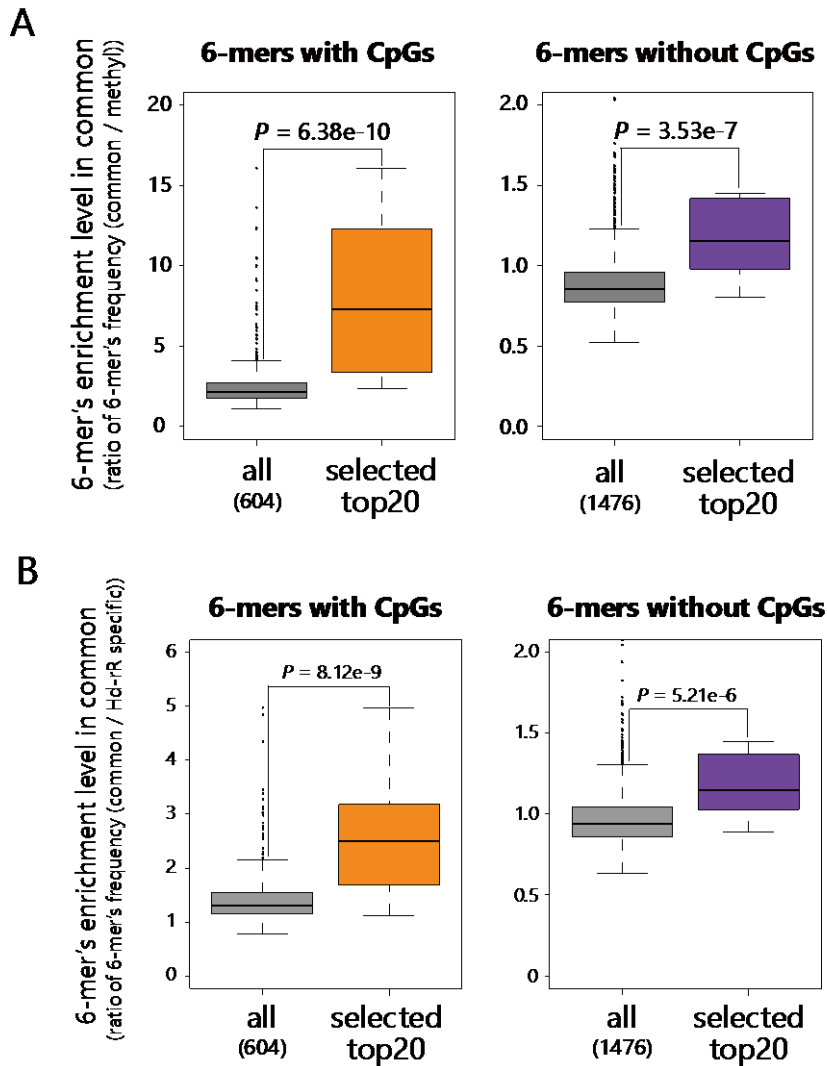 A
6-mer's enrichment level in common
(ratio of 6-mer's frequency (common / methyl))
6-mers with CpGs
20
15
10
5
0
P = 6.38e-10
all
(604)
selected
top20
6-mers without CpGs
2.0
1.5
1.0
0.5
0.0
P = 3.53e-7
all
(1476)
selected
top20
B
6-mer's enrichment level in common
(ratio of 6-mer's frequency (common / Hd-rR specific))
6-mers with CpGs
6
5
4
3
2
1
0
P = 8.12e-9
all
(604)
selected
top20
6-mers without CpGs
2.0
1.5
1.0
0.5
0
P = 5.21e-6
all
(1476)
selected
top20